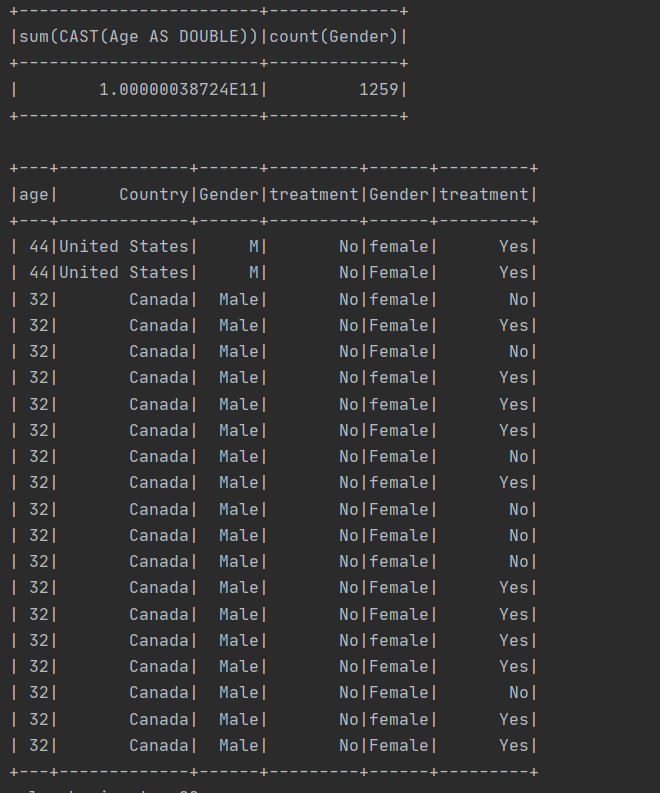 +------------------------+-------------+
|sum(CAST(Age AS DOUBLE))|count(Gender)|
+------------------------+-------------+
|        1.00000038724E11|         1259|
+------------------------+-------------+

+---+-------------+------+---------+------+---------+
|age|      Country|Gender|treatment|Gender|treatment|
+---+-------------+------+---------+------+---------+
| 44|United States|     M|       No|female|      Yes|
| 44|United States|     M|       No|Female|      Yes|
| 32|       Canada|  Male|       No|female|       No|
| 32|       Canada|  Male|       No|Female|      Yes|
| 32|       Canada|  Male|       No|Female|       No|
| 32|       Canada|  Male|       No|female|      Yes|
| 32|       Canada|  Male|       No|female|      Yes|
| 32|       Canada|  Male|       No|Female|      Yes|
| 32|       Canada|  Male|       No|Female|       No|
| 32|       Canada|  Male|       No|female|      Yes|
| 32|       Canada|  Male|       No|Female|       No|
| 32|       Canada|  Male|       No|Female|       No|
| 32|       Canada|  Male|       No|Female|       No|
| 32|       Canada|  Male|       No|Female|      Yes|
| 32|       Canada|  Male|       No|Female|      Yes|
| 32|       Canada|  Male|       No|Female|      Yes|
| 32|       Canada|  Male|       No|Female|      Yes|
| 32|       Canada|  Male|       No|Female|       No|
| 32|       Canada|  Male|       No|female|      Yes|
| 32|       Canada|  Male|       No|Female|      Yes|
+---+-------------+------+---------+------+---------+